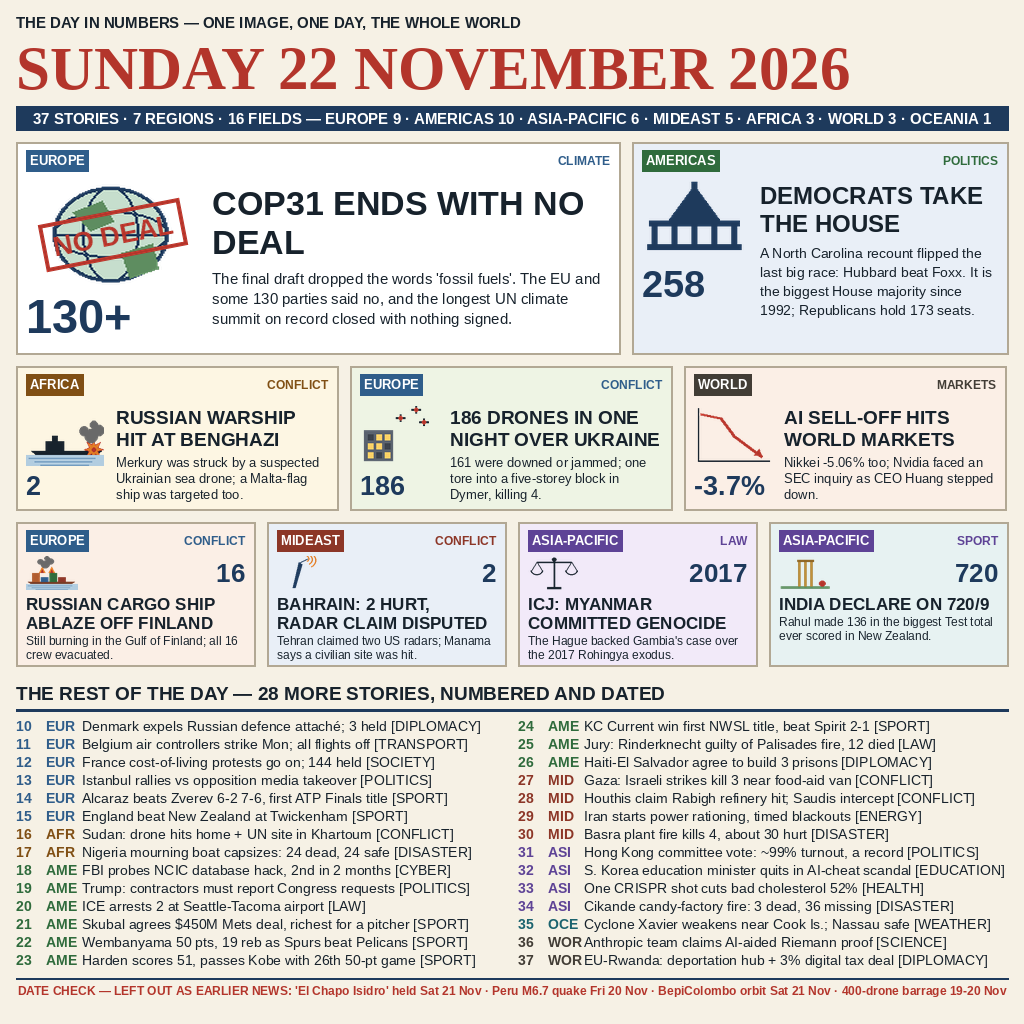 THE DAY IN NUMBERS — ONE IMAGE, ONE DAY, THE WHOLE WORLD
SUNDAY 22 NOVEMBER 2026
37 STORIES · 7 REGIONS · 16 FIELDS — EUROPE 9 · AMERICAS 10 · ASIA-PACIFIC 6 · MIDEAST 5 · AFRICA 3 · WORLD 3 · OCEANIA 1
EUROPE
CLIMATE
NO DEAL
130+
COP31 ENDS WITH NO
DEAL
The final draft dropped the words 'fossil fuels'. The EU and
some 130 parties said no, and the longest UN climate
summit on record closed with nothing signed.
AMERICAS
POLITICS
258
DEMOCRATS TAKE
THE HOUSE
A North Carolina recount flipped the
last big race: Hubbard beat Foxx. It is
the biggest House majority since
1992; Republicans hold 173 seats.
AFRICA
CONFLICT
2
RUSSIAN WARSHIP
HIT AT BENGHAZI
Merkury was struck by a suspected
Ukrainian sea drone; a Malta-flag
ship was targeted too.
EUROPE
CONFLICT
186
186 DRONES IN ONE
NIGHT OVER UKRAINE
161 were downed or jammed; one
tore into a five-storey block in
Dymer, killing 4.
WORLD
MARKETS
-3.7%
AI SELL-OFF HITS
WORLD MARKETS
Nikkei -5.06% too; Nvidia faced an
SEC inquiry as CEO Huang stepped
down.
EUROPE
CONFLICT
16
RUSSIAN CARGO SHIP
ABLAZE OFF FINLAND
Still burning in the Gulf of Finland; all 16
crew evacuated.
MIDEAST
CONFLICT
2
BAHRAIN: 2 HURT,
RADAR CLAIM DISPUTED
Tehran claimed two US radars; Manama
says a civilian site was hit.
ASIA-PACIFIC
LAW
2017
ICJ: MYANMAR
COMMITTED GENOCIDE
The Hague backed Gambia's case over
the 2017 Rohingya exodus.
ASIA-PACIFIC
SPORT
720
INDIA DECLARE ON 720/9
Rahul made 136 in the biggest Test total
ever scored in New Zealand.
THE REST OF THE DAY — 28 MORE STORIES, NUMBERED AND DATED
10 EUR Denmark expels Russian defence attaché; 3 held [DIPLOMACY]
11 EUR Belgium air controllers strike Mon; all flights off [TRANSPORT]
12 EUR France cost-of-living protests go on; 144 held [SOCIETY]
13 EUR Istanbul rallies vs opposition media takeover [POLITICS]
14 EUR Alcaraz beats Zverev 6-2 7-6, first ATP Finals title [SPORT]
15 EUR England beat New Zealand at Twickenham [SPORT]
16 AFR Sudan: drone hits home + UN site in Khartoum [CONFLICT]
17 AFR Nigeria mourning boat capsizes: 24 dead, 24 safe [DISASTER]
18 AME FBI probes NCIC database hack, 2nd in 2 months [CYBER]
19 AME Trump: contractors must report Congress requests [POLITICS]
20 AME ICE arrests 2 at Seattle-Tacoma airport [LAW]
21 AME Skubal agrees $450M Mets deal, richest for a pitcher [SPORT]
22 AME Wembanyama 50 pts, 19 reb as Spurs beat Pelicans [SPORT]
23 AME Harden scores 51, passes Kobe with 26th 50-pt game [SPORT]
24 AME KC Current win first NWSL title, beat Spirit 2-1 [SPORT]
25 AME Jury: Rinderknecht guilty of Palisades fire, 12 died [LAW]
26 AME Haiti-El Salvador agree to build 3 prisons [DIPLOMACY]
27 MID Gaza: Israeli strikes kill 3 near food-aid van [CONFLICT]
28 MID Houthis claim Rabigh refinery hit; Saudis intercept [CONFLICT]
29 MID Iran starts power rationing, timed blackouts [ENERGY]
30 MID Basra plant fire kills 4, about 30 hurt [DISASTER]
31 ASI Hong Kong committee vote: ~99% turnout, a record [POLITICS]
32 ASI S. Korea education minister quits in AI-cheat scandal [EDUCATION]
33 ASI One CRISPR shot cuts bad cholesterol 52% [HEALTH]
34 ASI Cikande candy-factory fire: 3 dead, 36 missing [DISASTER]
35 OCE Cyclone Xavier weakens near Cook Is.; Nassau safe [WEATHER]
36 WOR Anthropic team claims AI-aided Riemann proof [SCIENCE]
37 WOR EU-Rwanda: deportation hub + 3% digital tax deal [DIPLOMACY]
DATE CHECK — LEFT OUT AS EARLIER NEWS: 'El Chapo Isidro' held Sat 21 Nov · Peru M6.7 quake Fri 20 Nov · BepiColombo orbit Sat 21 Nov · 400-drone barrage 19-20 Nov